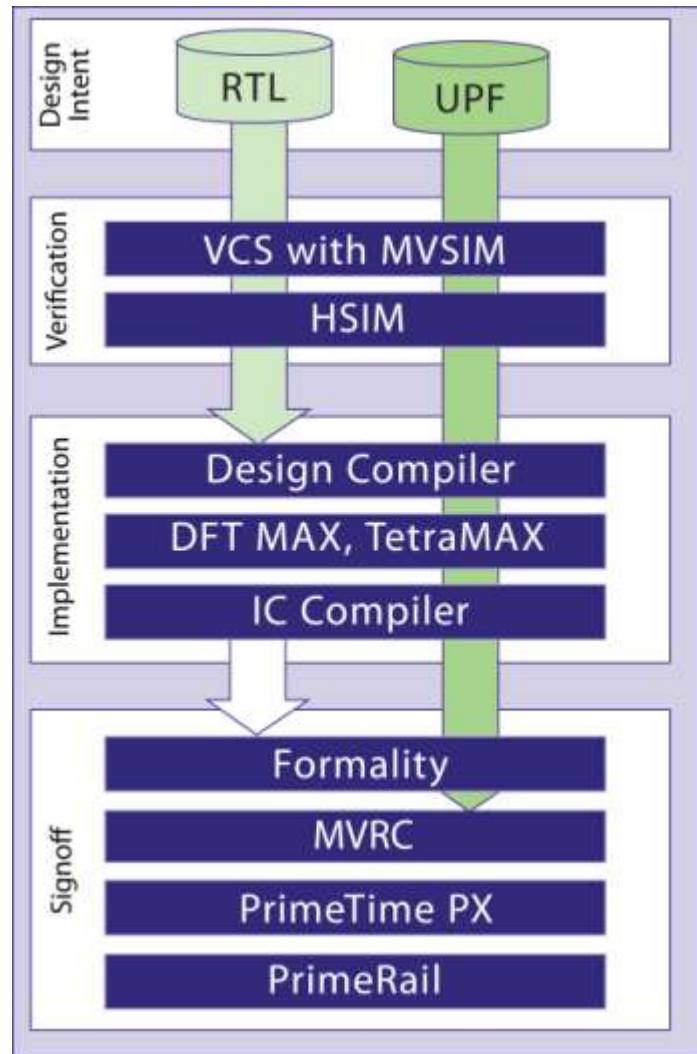 Design
Intent
RTL
UPF
Verification
VCS with MVSIM
HSIM
Implementation
Design Compiler
DFT MAX, TetraMAX
IC Compiler
Signoff
Formality
MVRC
PrimeTime PX
PrimeRail